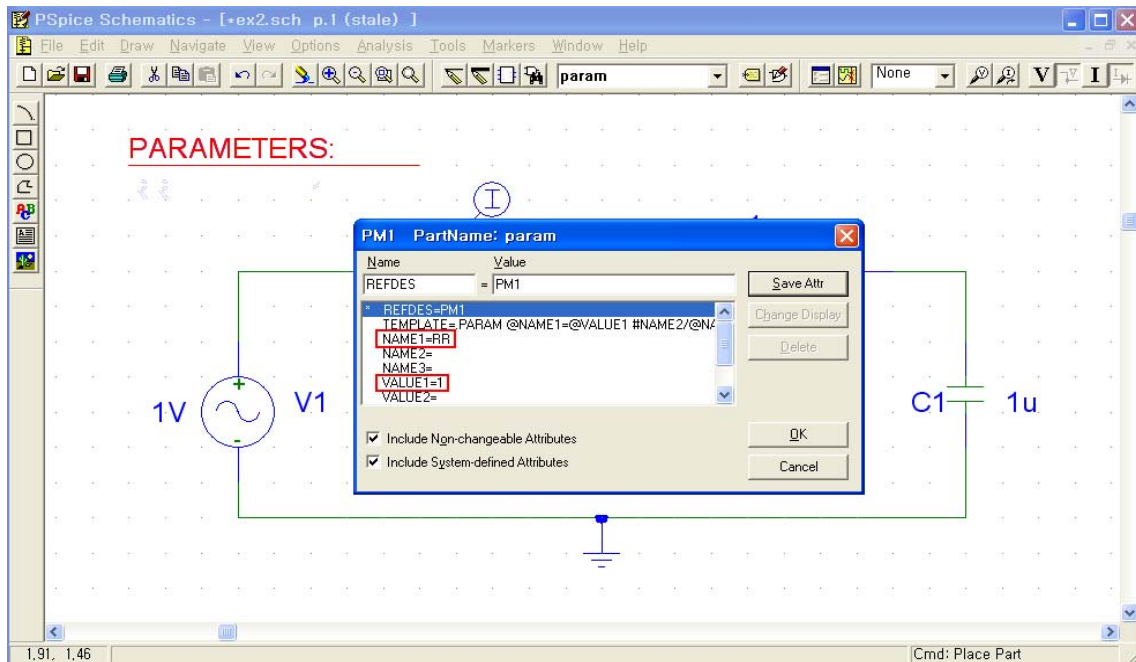 PSpice Schematics - [*ex2.sch p.1 (stale) ]
File Edit Draw Navigate View Options Analysis Tools Markers Window Help
param None V I
ABC
PARAMETERS:
I
PM1 PartName: param
Name Value
REFDES = PM1 Save Attr
* REFDES=PM1 Change Display
TEMPLATE=.PARAM @NAME1=@VALUE1 #NAME2/@NA
NAME1=RR Delete
NAME2=
NAME3=
VALUE1=1
VALUE2=
1V V1 C1 1u
Include Non-changeable Attributes OK
Include System-defined Attributes Cancel
1.91, 1.46 Cmd: Place Part